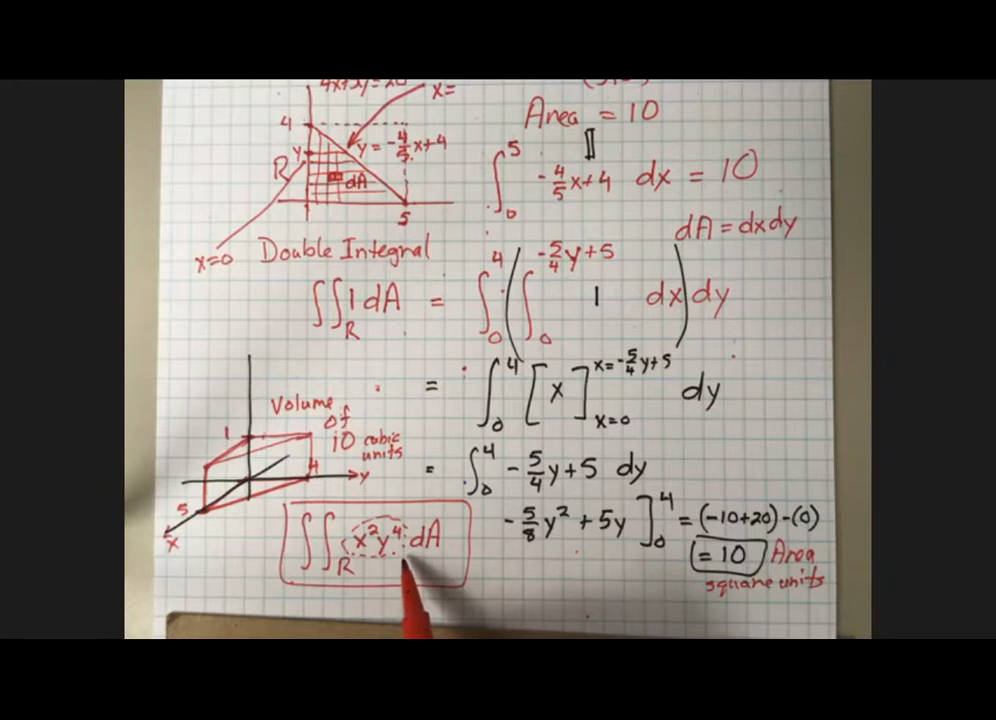 4x+5y=20
x=
4
y
y = -4/5x+4
R
dA
5
x=0
Area = 10
∫₀⁵ -4/5x+4 dx = 10
dA = dxdy
Double Integral
∬_R 1 dA = ∫₀⁴ (∫₀^(-5/4y+5) 1 dx) dy
= ∫₀⁴ [x]_(x=0)^(x=-5/4y+5) dy
Volume
of
10 cubic
units
1
4
y
5
x
= ∫₀⁴ -5/4y+5 dy
-5/8y² + 5y ]₀⁴ = (-10+20)-(0)
= 10 Area
square units
∬_R x²y⁴ dA